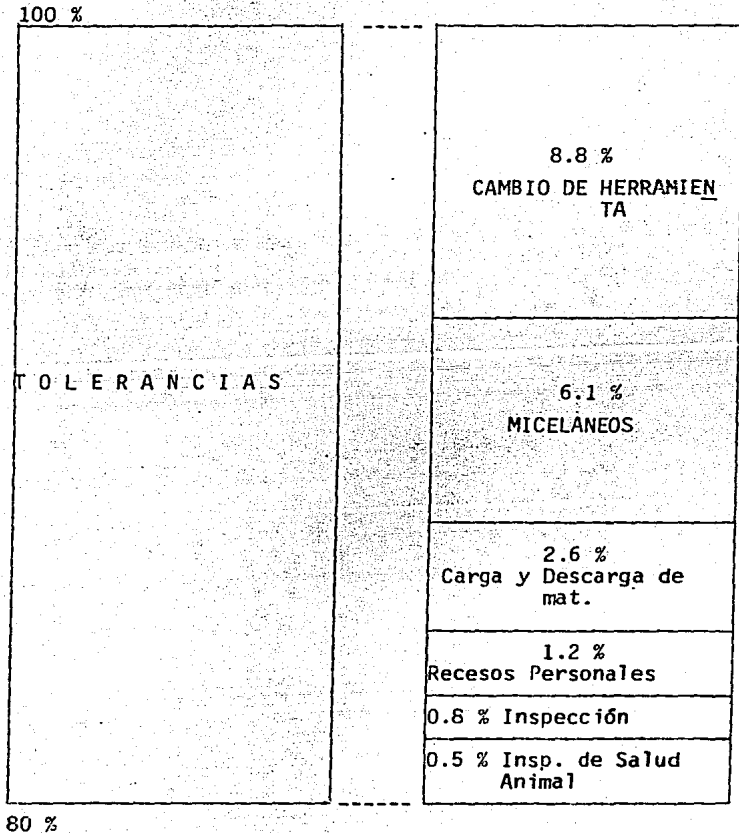 100 %
TOLERANCIAS
8.8 %
CAMBIO DE HERRAMIEN
TA
6.1 %
MICELANEOS
2.6 %
Carga y Descarga de
mat.
1.2 %
Recesos Personales
0.8 % Inspección
0.5 % Insp. de Salud
Animal
80 %